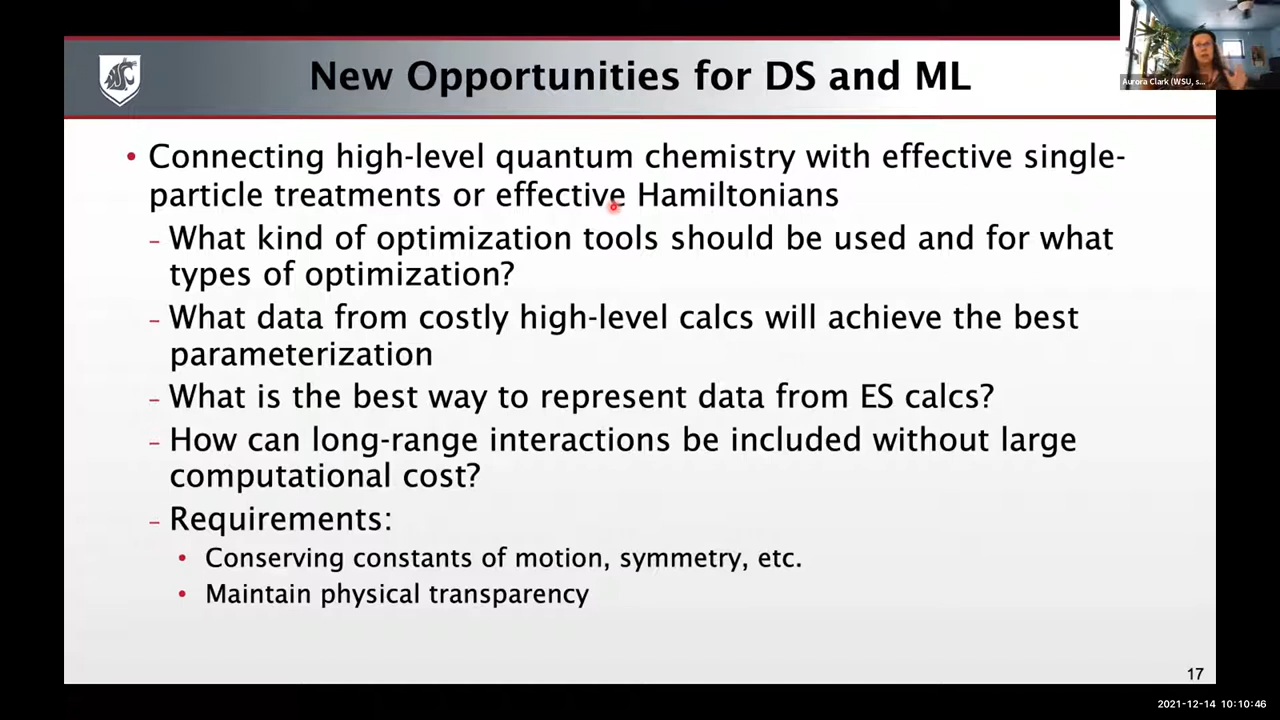 New Opportunities for DS and ML
Aurora Clark (WSU, s...
• Connecting high-level quantum chemistry with effective single-
particle treatments or effective Hamiltonians
– What kind of optimization tools should be used and for what
types of optimization?
– What data from costly high-level calcs will achieve the best
parameterization
– What is the best way to represent data from ES calcs?
– How can long-range interactions be included without large
computational cost?
– Requirements:
• Conserving constants of motion, symmetry, etc.
• Maintain physical transparency
17
2021-12-14 10:10:46